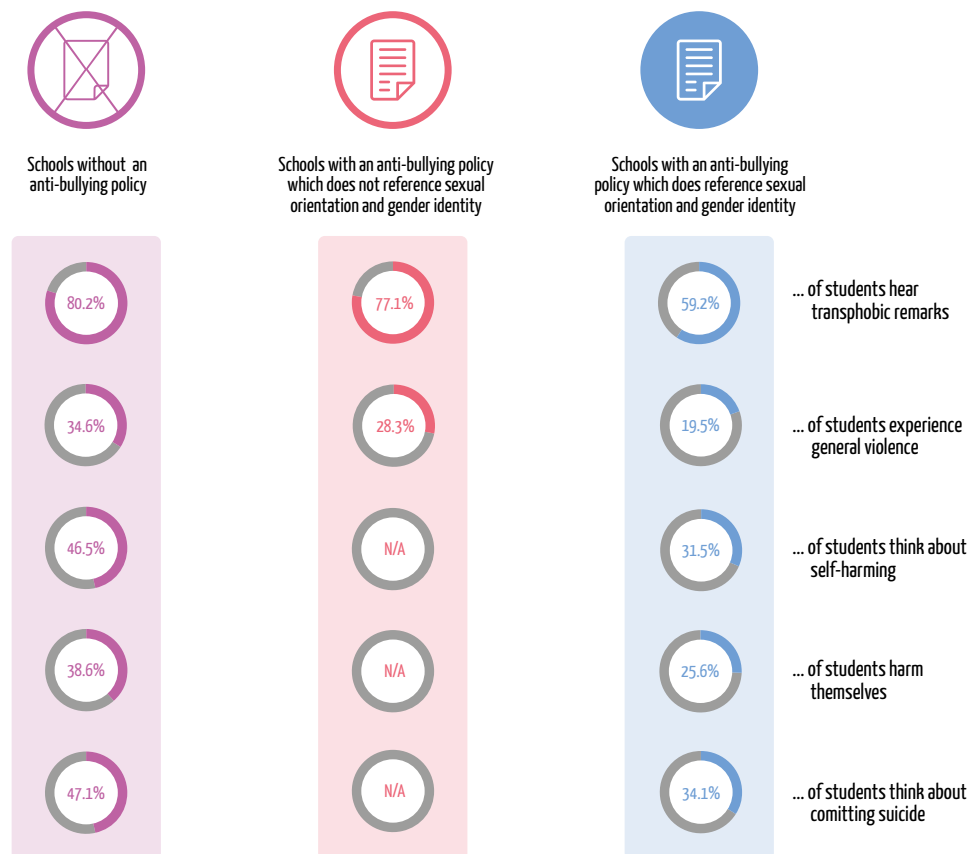 Schools without an
anti-bullying policy
Schools with an anti-bullying policy
which does not reference sexual
orientation and gender identity
Schools with an anti-bullying
policy which does reference sexual
orientation and gender identity
80.2%
77.1%
59.2%
... of students hear
transphobic remarks
34.6%
28.3%
19.5%
... of students experience
general violence
46.5%
N/A
31.5%
... of students think about
self-harming
38.6%
N/A
25.6%
... of students harm
themselves
47.1%
N/A
34.1%
... of students think about
comitting suicide